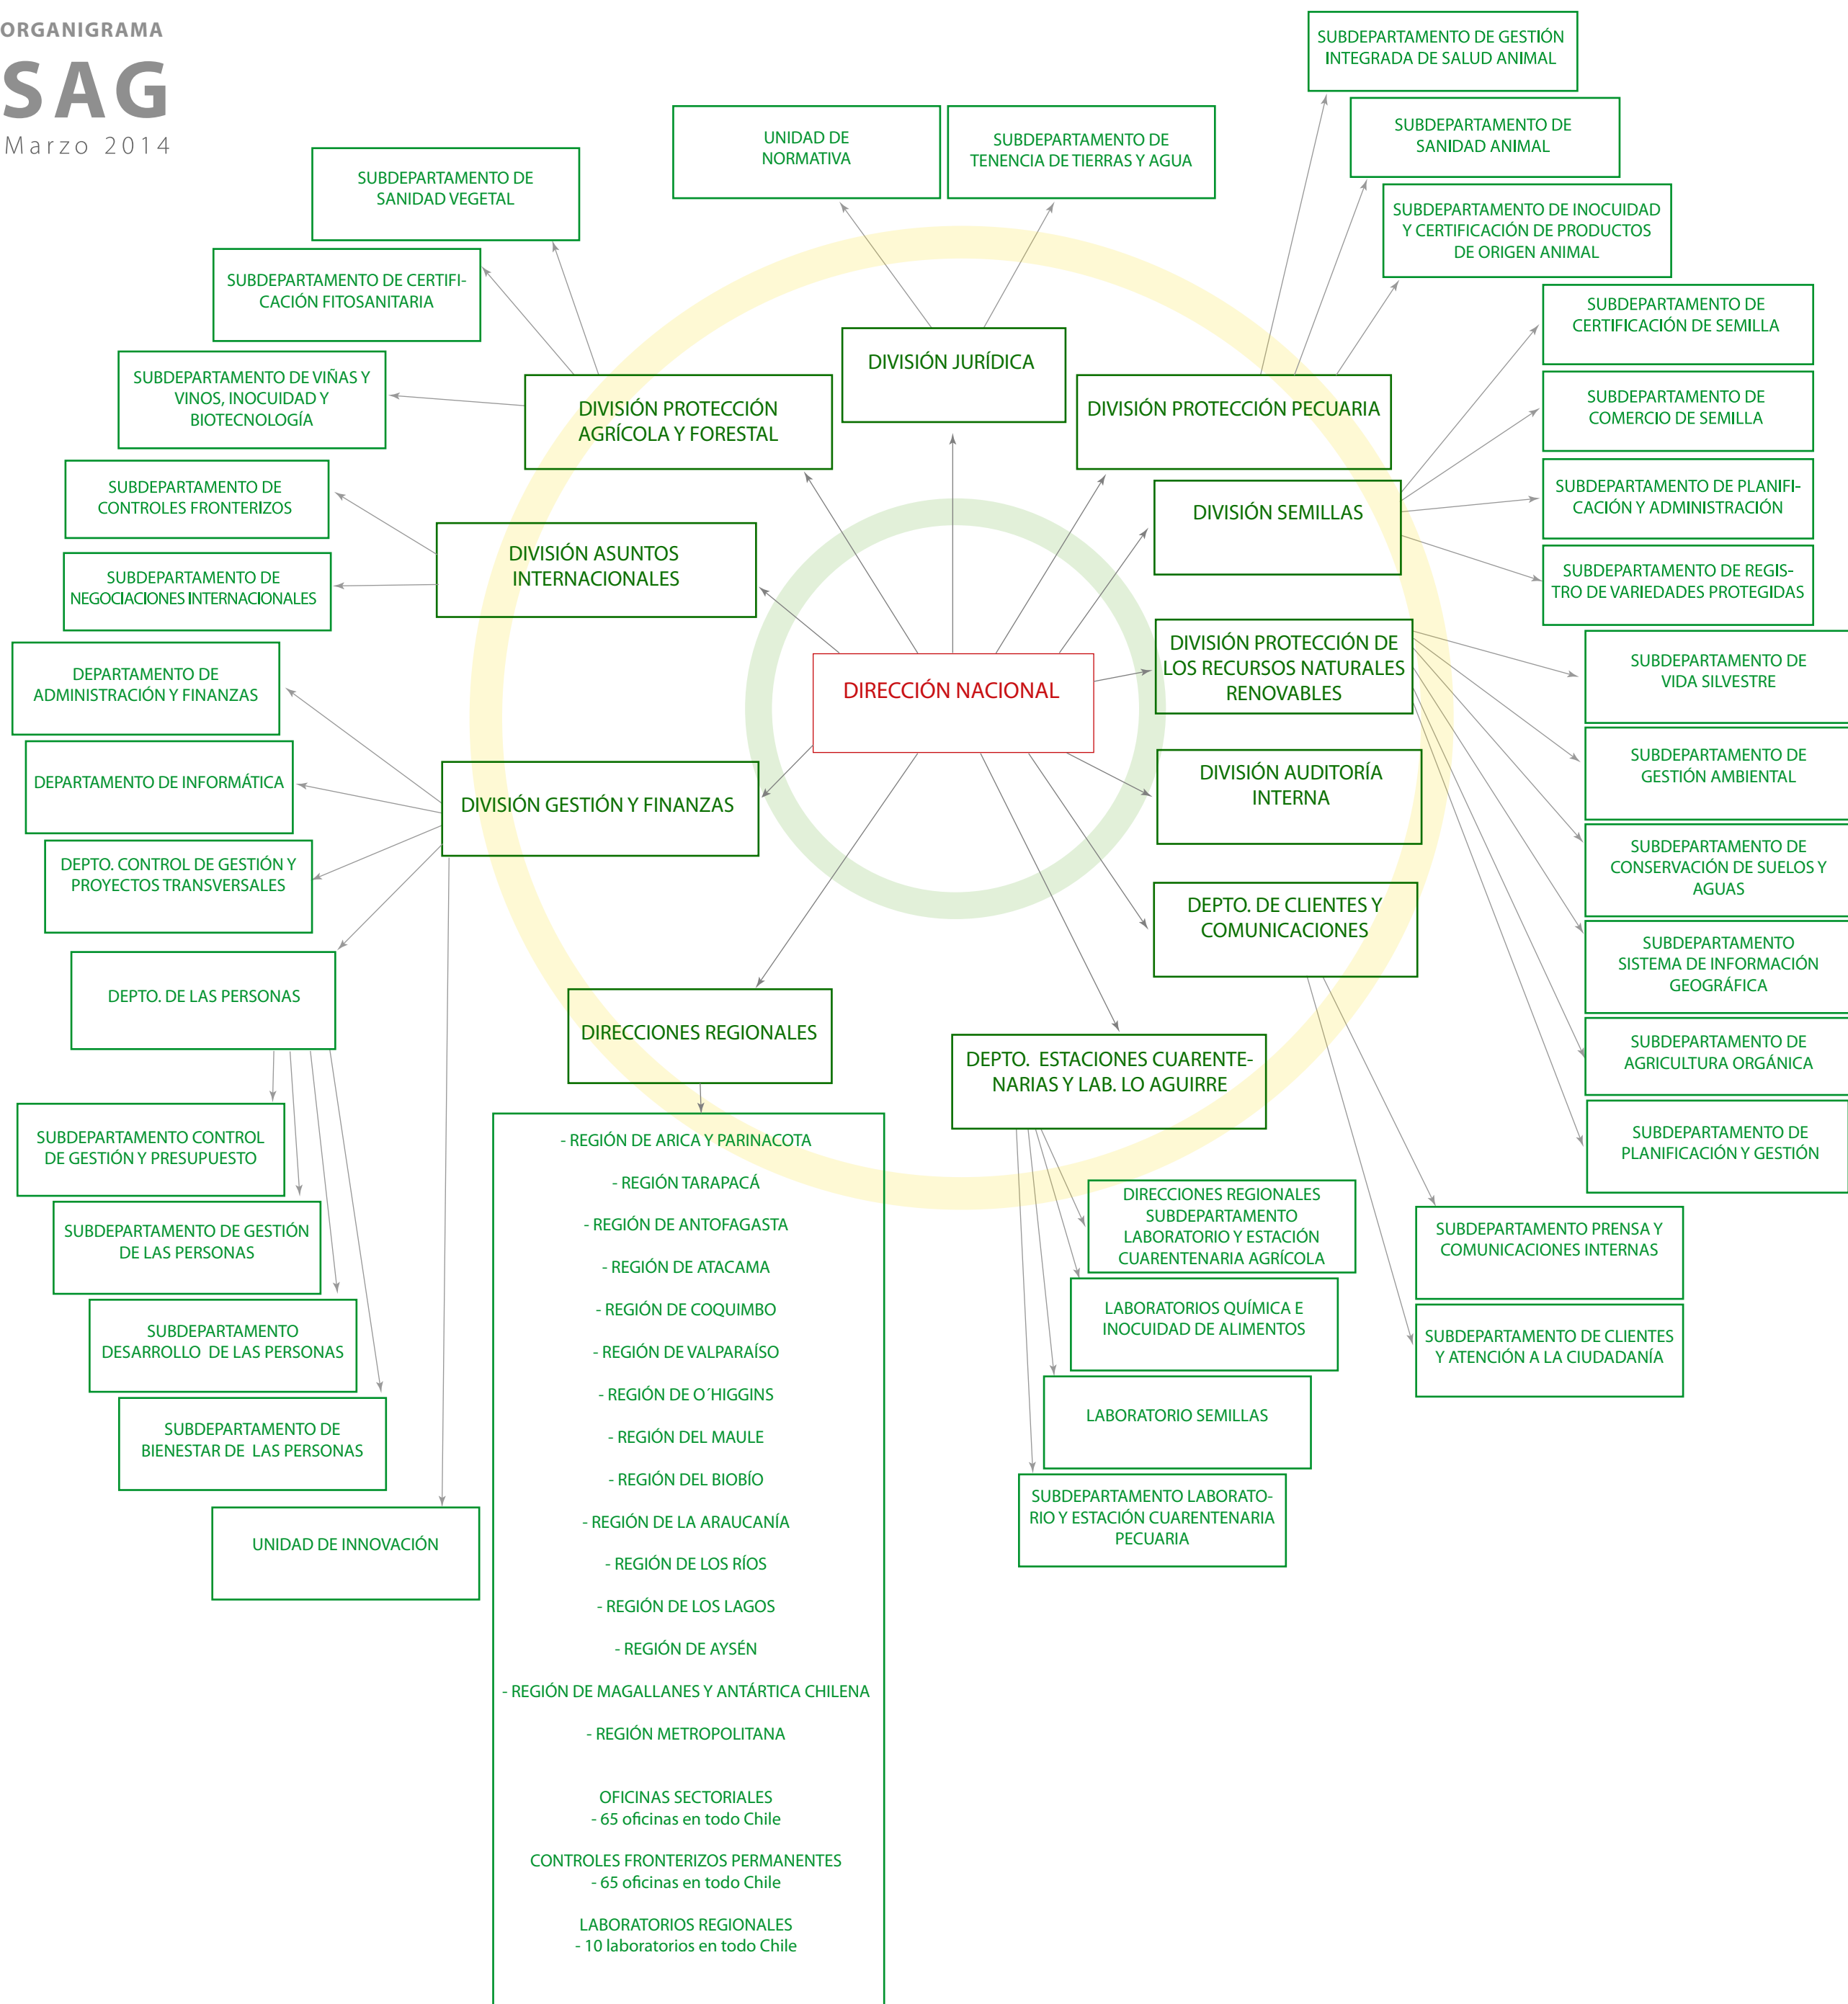 ORGANIGRAMA
SAG
Marzo 2014
SUBDEPARTAMENTO DE GESTIÓN
INTEGRADA DE SALUD ANIMAL
SUBDEPARTAMENTO DE
SANIDAD ANIMAL
SUBDEPARTAMENTO DE INOCUIDAD
Y CERTIFICACIÓN DE PRODUCTOS
DE ORIGEN ANIMAL
UNIDAD DE
NORMATIVA
SUBDEPARTAMENTO DE
TENENCIA DE TIERRAS Y AGUA
SUBDEPARTAMENTO DE
SANIDAD VEGETAL
SUBDEPARTAMENTO DE CERTIFI-
CACIÓN FITOSANITARIA
SUBDEPARTAMENTO DE VIÑAS Y
VINOS, INOCUIDAD Y
BIOTECNOLOGÍA
DIVISIÓN PROTECCIÓN
AGRÍCOLA Y FORESTAL
DIVISIÓN JURÍDICA
DIVISIÓN PROTECCIÓN PECUARIA
SUBDEPARTAMENTO DE
CERTIFICACIÓN DE SEMILLA
SUBDEPARTAMENTO DE
COMERCIO DE SEMILLA
SUBDEPARTAMENTO DE PLANIFI-
CACIÓN Y ADMINISTRACIÓN
SUBDEPARTAMENTO DE REGIS-
TRO DE VARIEDADES PROTEGIDAS
DIVISIÓN SEMILLAS
SUBDEPARTAMENTO DE
CONTROLES FRONTERIZOS
SUBDEPARTAMENTO DE
NEGOCIACIONES INTERNACIONALES
DIVISIÓN ASUNTOS
INTERNACIONALES
DIRECCIÓN NACIONAL
DIVISIÓN PROTECCIÓN DE
LOS RECURSOS NATURALES
RENOVABLES
SUBDEPARTAMENTO DE
VIDA SILVESTRE
SUBDEPARTAMENTO DE
GESTIÓN AMBIENTAL
SUBDEPARTAMENTO DE
CONSERVACIÓN DE SUELOS Y
AGUAS
SUBDEPARTAMENTO
SISTEMA DE INFORMACIÓN
GEOGRÁFICA
SUBDEPARTAMENTO DE
AGRICULTURA ORGÁNICA
SUBDEPARTAMENTO DE
PLANIFICACIÓN Y GESTIÓN
DEPARTAMENTO DE
ADMINISTRACIÓN Y FINANZAS
DEPARTAMENTO DE INFORMÁTICA
DEPTO. CONTROL DE GESTIÓN Y
PROYECTOS TRANSVERSALES
DIVISIÓN GESTIÓN Y FINANZAS
DIVISIÓN AUDITORÍA
INTERNA
DEPTO. DE CLIENTES Y
COMUNICACIONES
DEPTO. DE LAS PERSONAS
DIRECCIONES REGIONALES
DEPTO. ESTACIONES CUARENTE-
NARIAS Y LAB. LO AGUIRRE
SUBDEPARTAMENTO CONTROL
DE GESTIÓN Y PRESUPUESTO
SUBDEPARTAMENTO DE GESTIÓN
DE LAS PERSONAS
SUBDEPARTAMENTO
DESARROLLO DE LAS PERSONAS
SUBDEPARTAMENTO DE
BIENESTAR DE LAS PERSONAS
UNIDAD DE INNOVACIÓN
- REGIÓN DE ARICA Y PARINACOTA
- REGIÓN TARAPACÁ
- REGIÓN DE ANTOFAGASTA
- REGIÓN DE ATACAMA
- REGIÓN DE COQUIMBO
- REGIÓN DE VALPARAÍSO
- REGIÓN DE O´HIGGINS
- REGIÓN DEL MAULE
- REGIÓN DEL BIOBÍO
- REGIÓN DE LA ARAUCANÍA
- REGIÓN DE LOS RÍOS
- REGIÓN DE LOS LAGOS
- REGIÓN DE AYSÉN
- REGIÓN DE MAGALLANES Y ANTÁRTICA CHILENA
- REGIÓN METROPOLITANA
OFICINAS SECTORIALES
- 65 oficinas en todo Chile
CONTROLES FRONTERIZOS PERMANENTES
- 65 oficinas en todo Chile
LABORATORIOS REGIONALES
- 10 laboratorios en todo Chile
DIRECCIONES REGIONALES
SUBDEPARTAMENTO
LABORATORIO Y ESTACIÓN
CUARENTENARIA AGRÍCOLA
LABORATORIOS QUÍMICA E
INOCUIDAD DE ALIMENTOS
LABORATORIO SEMILLAS
SUBDEPARTAMENTO LABORATO-
RIO Y ESTACIÓN CUARENTENARIA
PECUARIA
SUBDEPARTAMENTO PRENSA Y
COMUNICACIONES INTERNAS
SUBDEPARTAMENTO DE CLIENTES
Y ATENCIÓN A LA CIUDADANÍA